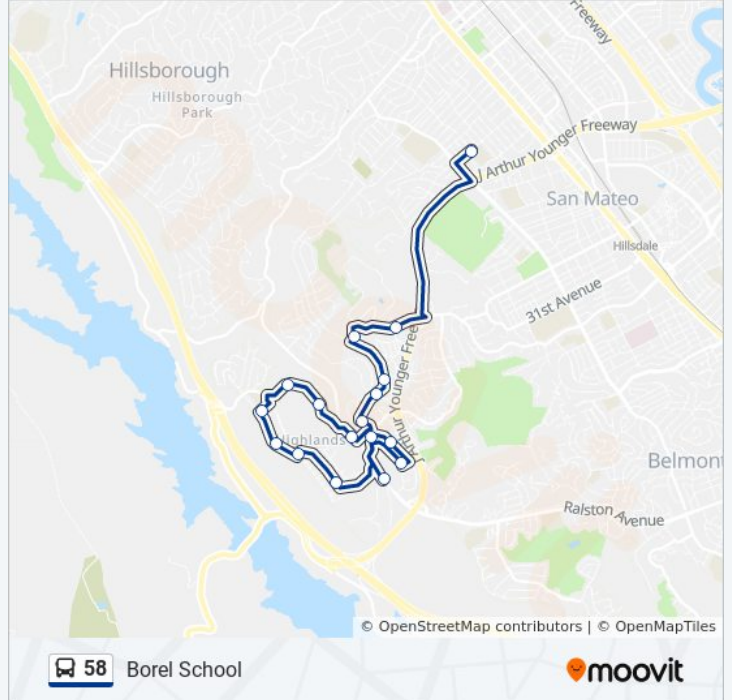 Freeway
Hillsborough
Hillsborough
Park
J Arthur Younger Freeway
San Mateo
Hillsdale
31st Avenue
J Arthur Younger Free
Highlands
Belmont
Ralston Avenue
© OpenStreetMap contributors | © OpenMapTiles
58 Borel School
moovit